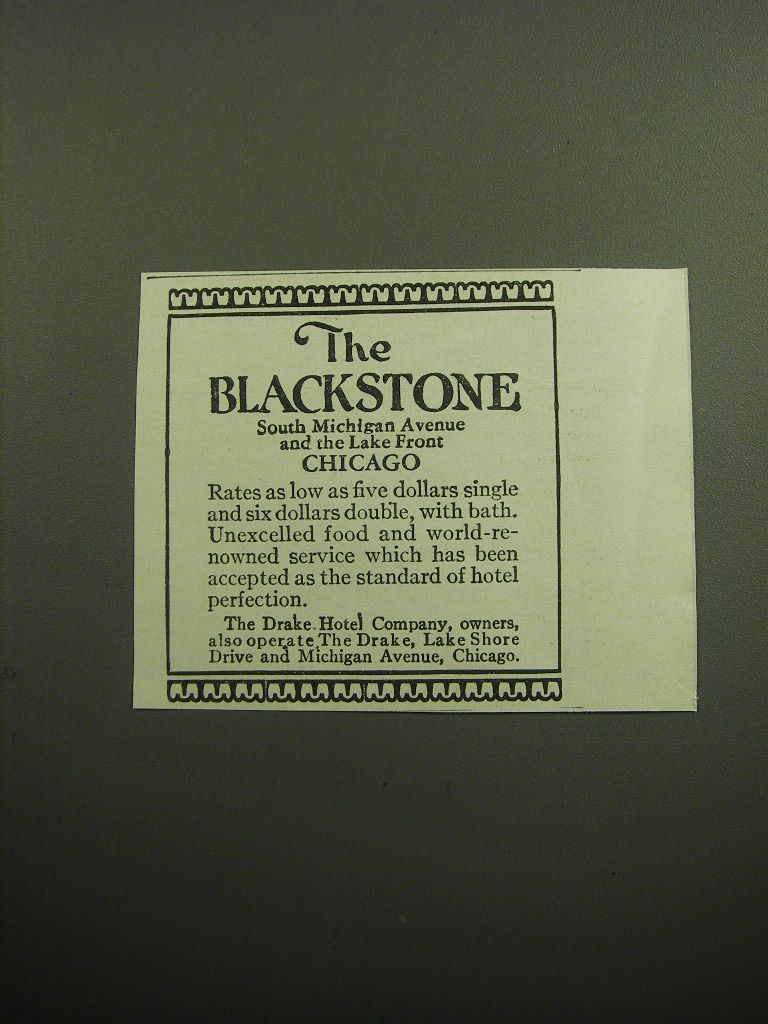 The
BLACKSTONE
South Michigan Avenue
and the Lake Front
CHICAGO
Rates as low as five dollars single
and six dollars double, with bath.
Unexcelled food and world-re-
nowned service which has been
accepted as the standard of hotel
perfection.
The Drake Hotel Company, owners,
also operate The Drake, Lake Shore
Drive and Michigan Avenue, Chicago.